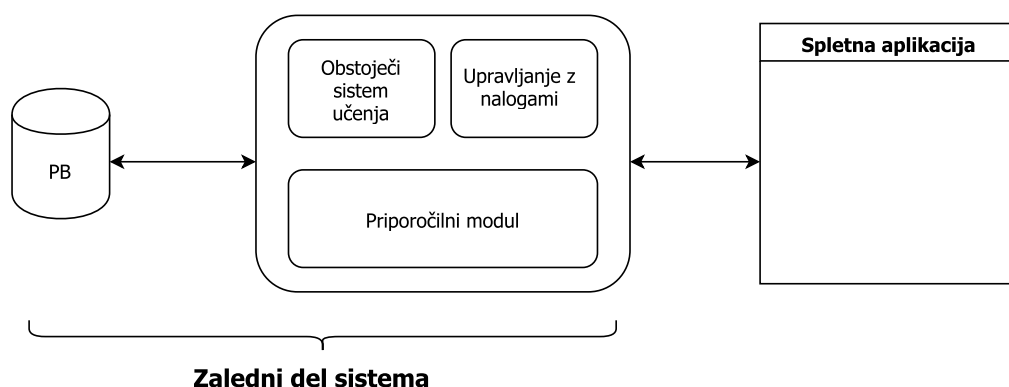 PB
Obstoječi
sistem
učenja
Upravljanje z
nalogami
Priporočilni modul
Spletna aplikacija
Zaledni del sistema